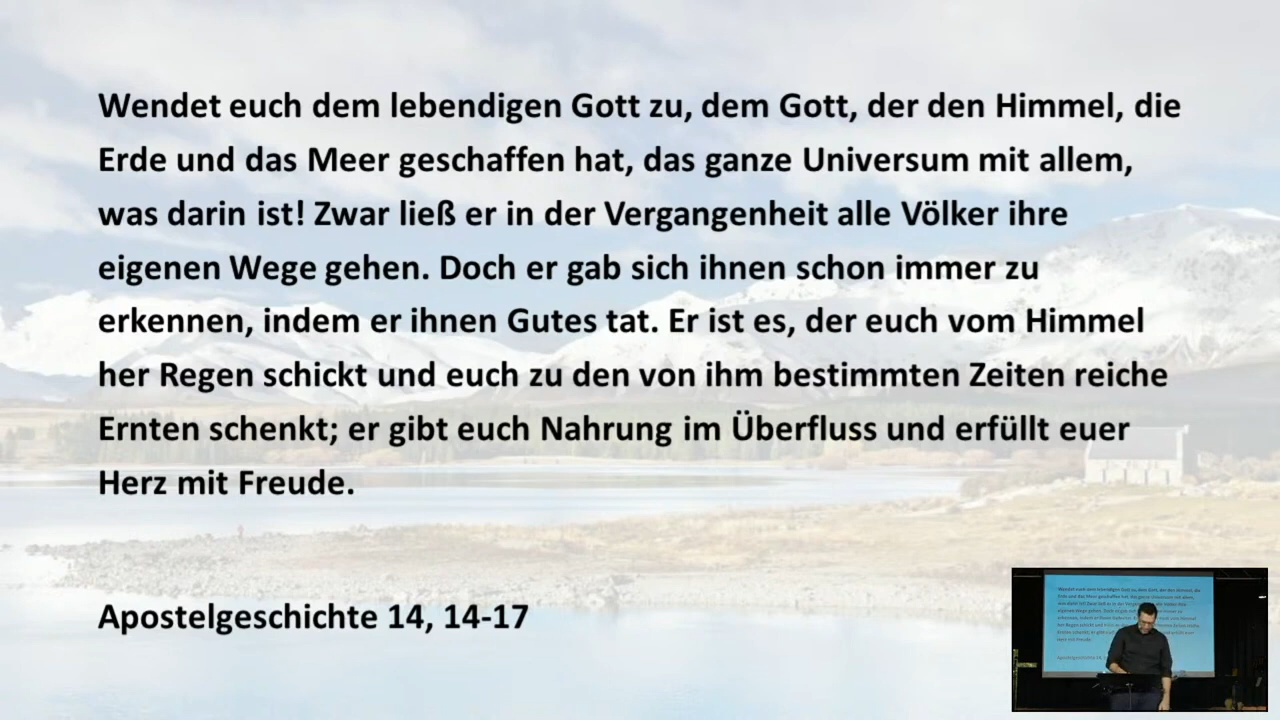 Wendet euch dem lebendigen Gott zu, dem Gott, der den Himmel, die
Erde und das Meer geschaffen hat, das ganze Universum mit allem,
was darin ist! Zwar ließ er in der Vergangenheit alle Völker ihre
eigenen Wege gehen. Doch er gab sich ihnen schon immer zu
erkennen, indem er ihnen Gutes tat. Er ist es, der euch vom Himmel
her Regen schickt und euch zu den von ihm bestimmten Zeiten reiche
Ernten schenkt; er gibt euch Nahrung im Überfluss und erfüllt euer
Herz mit Freude.
Apostelgeschichte 14, 14-17